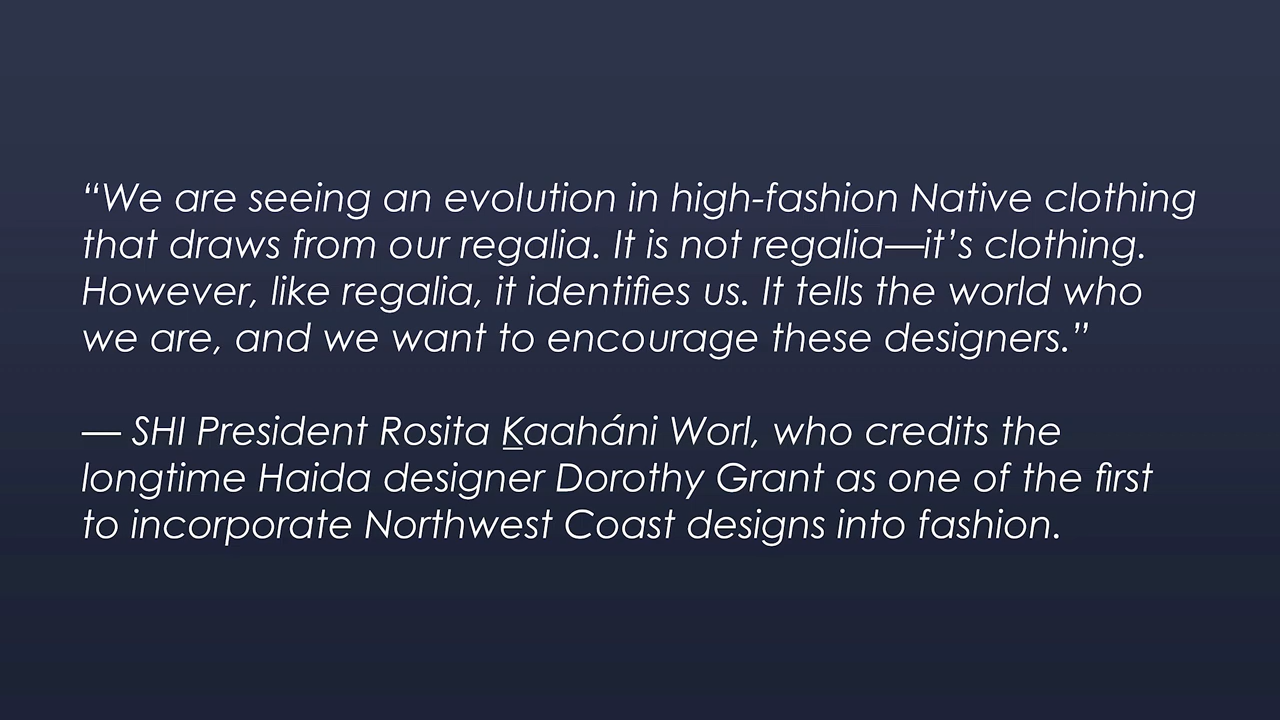 “We are seeing an evolution in high-fashion Native clothing
that draws from our regalia. It is not regalia—it’s clothing.
However, like regalia, it identifies us. It tells the world who
we are, and we want to encourage these designers.”
— SHI President Rosita Ḵaaháni Worl, who credits the
longtime Haida designer Dorothy Grant as one of the first
to incorporate Northwest Coast designs into fashion.